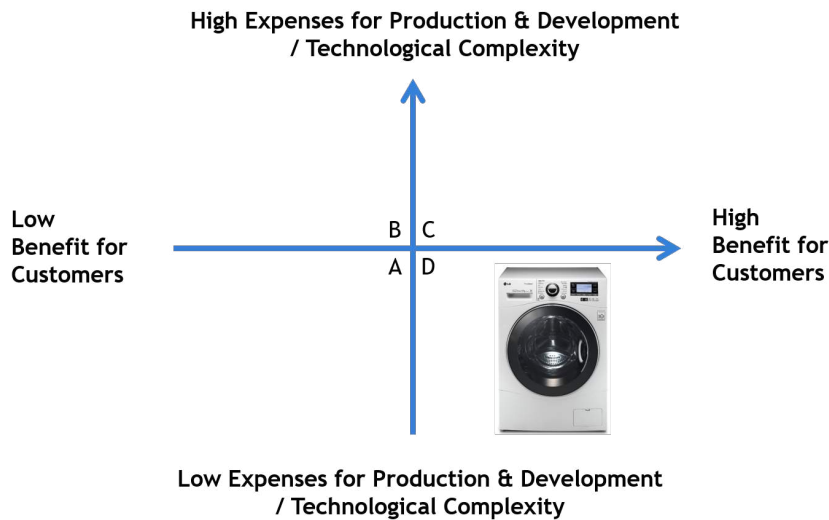 High Expenses for Production & Development
/ Technological Complexity
Low
Benefit for
Customers
B C
A D
High
Benefit for
Customers
LG
Low Expenses for Production & Development
/ Technological Complexity